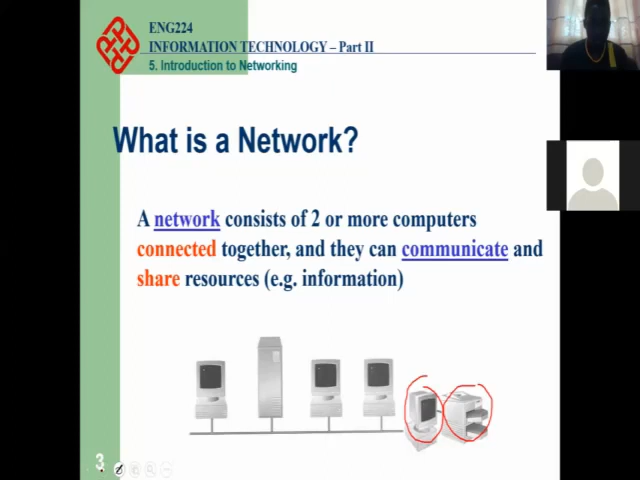 ENG224
INFORMATION TECHNOLOGY – Part II
5. Introduction to Networking
What is a Network?
A network consists of 2 or more computers
connected together, and they can communicate and
share resources (e.g. information)
3